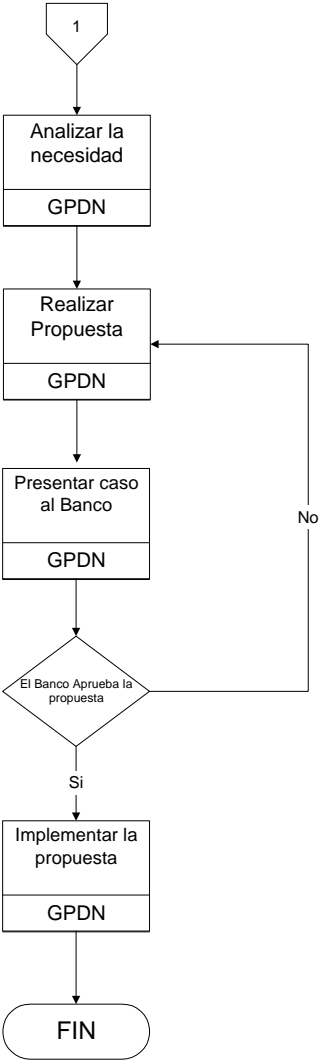 1
Analizar la
necesidad
GPDN
Realizar
Propuesta
GPDN
Presentar caso
al Banco
GPDN
No
El Banco Aprueba la
propuesta
Si
Implementar la
propuesta
GPDN
FIN